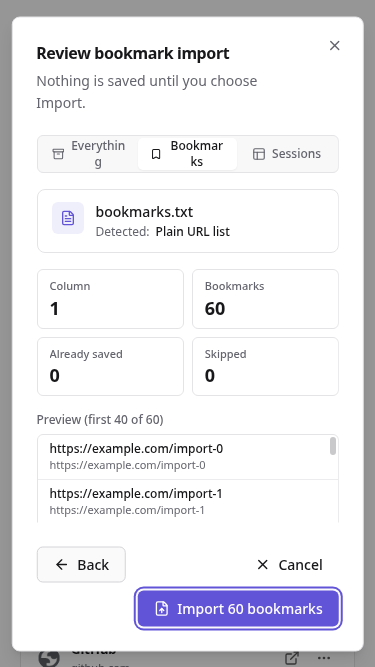 Review bookmark import
Nothing is saved until you choose
Import.
Everythin
g
Bookmar
ks
Sessions
bookmarks.txt
Detected: Plain URL list
Column
1
Bookmarks
60
Already saved
0
Skipped
0
Preview (first 40 of 60)
https://example.com/import-0
https://example.com/import-0
https://example.com/import-1
https://example.com/import-1
Back
Cancel
Import 60 bookmarks
GitHub
github.com